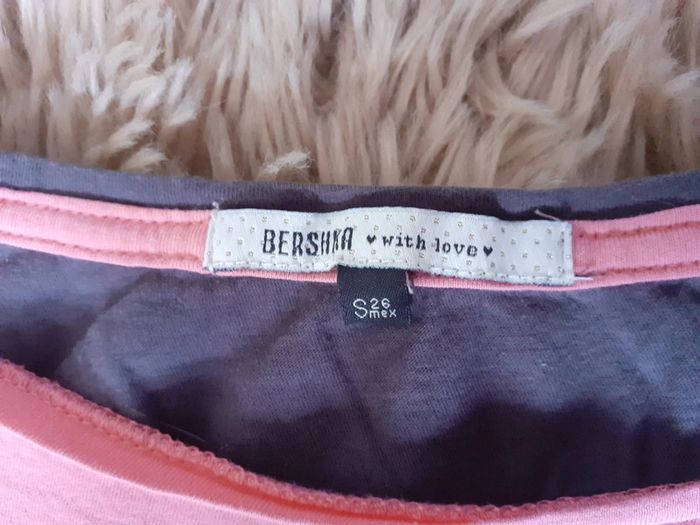 BERSHKA ♥ with love ♥
S 26
mex